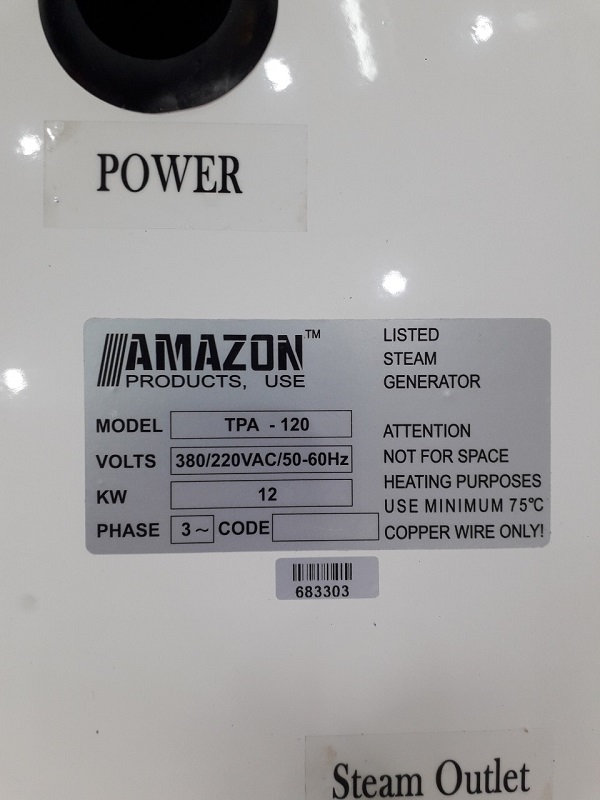 POWER
AMAZON™
PRODUCTS, USE
MODEL TPA - 120
VOLTS 380/220VAC/50-60Hz
KW 12
PHASE 3~ CODE
LISTED
STEAM
GENERATOR
ATTENTION
NOT FOR SPACE
HEATING PURPOSES
USE MINIMUM 75℃
COPPER WIRE ONLY!
683303
Steam Outlet